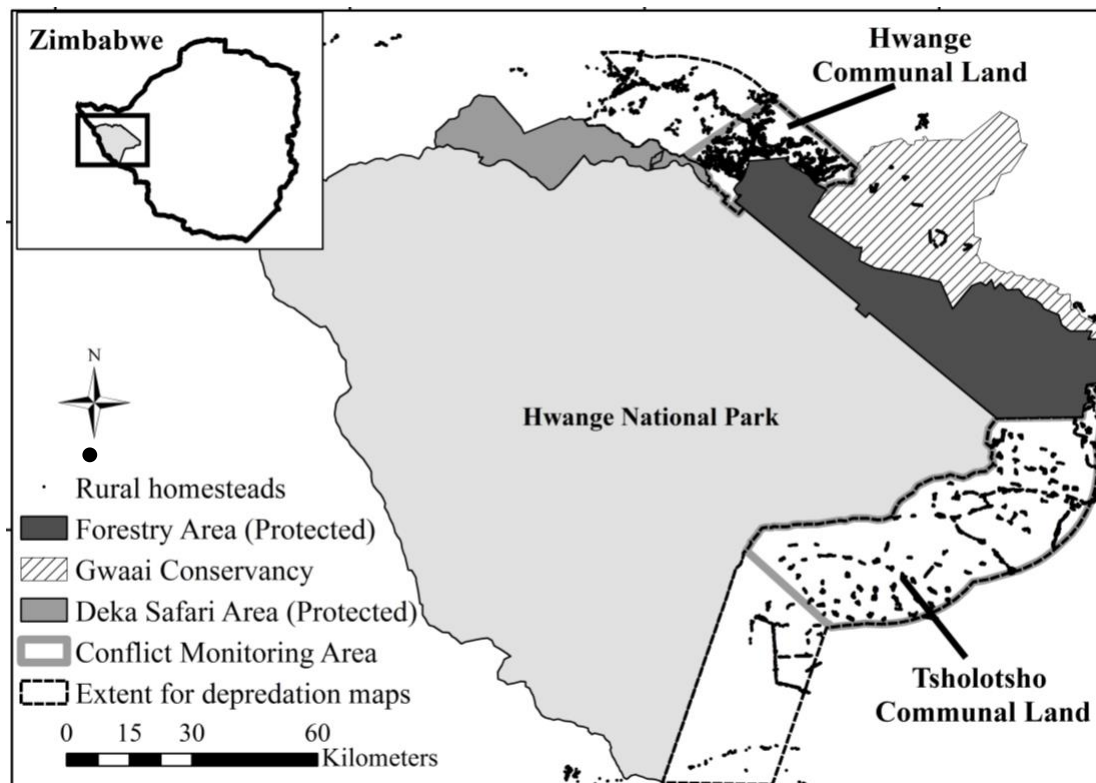 Zimbabwe
Hwange
Communal Land
Hwange National Park
N
Rural homesteads
Forestry Area (Protected)
Gwaai Conservancy
Deka Safari Area (Protected)
Conflict Monitoring Area
Extent for depredation maps
0 15 30 60
Kilometers
Tsholotsho
Communal Land